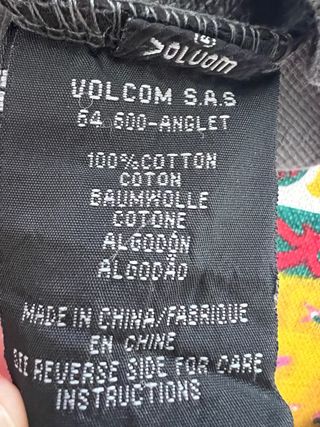 VOLCOM
VOLCOM S.A.S
64 600-ANGLET
100% COTTON
COTON
BAUMWOLLE
COTONE
ALGODÓN
ALGODÃO
MADE IN CHINA/FABRIQUE
EN CHINE
SEE REVERSE SIDE FOR CARE
INSTRUCTIONS